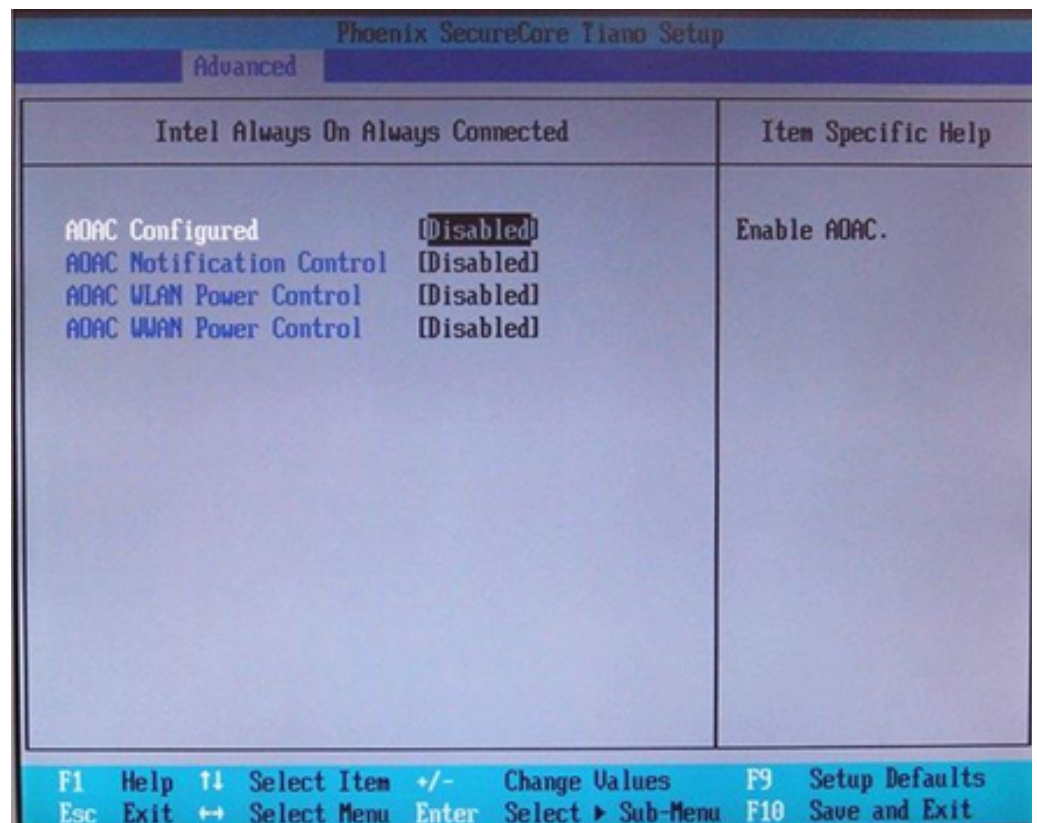 Phoenix SecureCore Tiano Setup
Advanced
Intel Always On Always Connected
Item Specific Help
AOAC Configured [Disabled]
Enable AOAC.
AOAC Notification Control [Disabled]
AOAC WLAN Power Control [Disabled]
AOAC WWAN Power Control [Disabled]
F1 Help ↑↓ Select Item +/- Change Values F9 Setup Defaults
Esc Exit ↔ Select Menu Enter Select ▶ Sub-Menu F10 Save and Exit